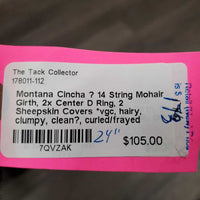 The Tack Collector
178011-112
Montana Cincha ? 14 String Mohair
Girth, 2x Center D Ring, 2
Sheepskin Covers *vgc, hairy,
clumpy, clean?, curled/frayed
24"
$105.00
7QVZAK